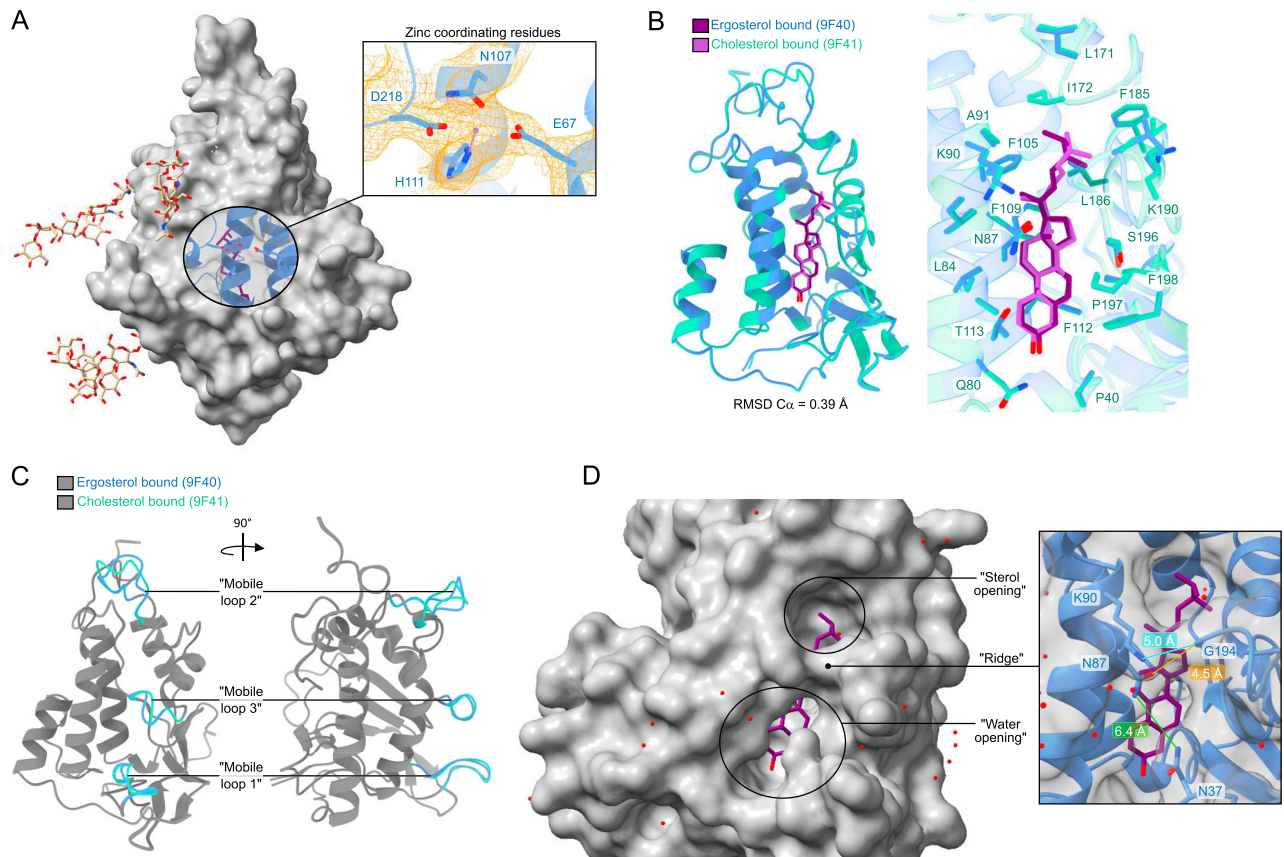 A
Zinc coordinating residues
N107
D218
E67
H111
B
Ergosterol bound (9F40)
Cholesterol bound (9F41)
RMSD Cα = 0.39 Å
L171
I172
F185
A91
F105
K90
L186
K190
F109
N87
S196
L84
F198
P197
T113
F112
Q80
P40
C
Ergosterol bound (9F40)
Cholesterol bound (9F41)
90°
"Mobile
loop 2"
"Mobile
loop 3"
"Mobile
loop 1"
D
"Sterol
opening"
"Ridge"
"Water
opening"
K90
5.0 Å
G194
N87
4.5 Å
6.4 Å
N37